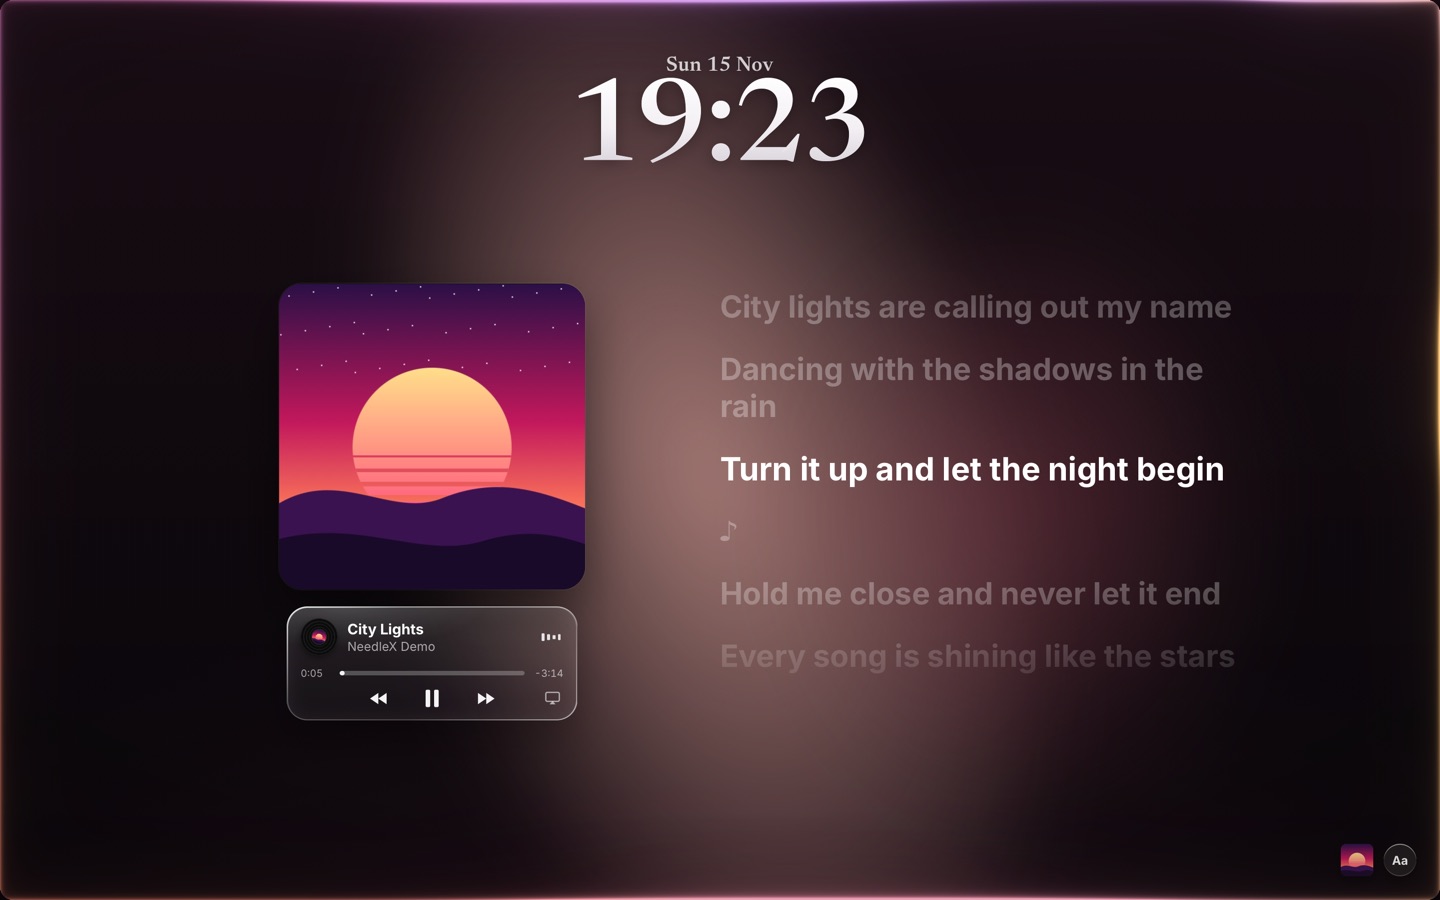 Sun 15 Nov
19:23
City lights are calling out my name
Dancing with the shadows in the
rain
Turn it up and let the night begin
♪
Hold me close and never let it end
Every song is shining like the stars
City Lights
NeedleX Demo
0:05
-3:14
Aa